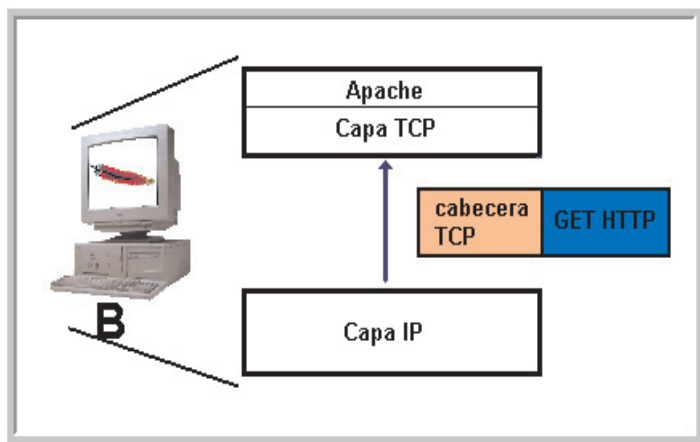 Apache
Capa TCP
cabecera
TCP
GET HTTP
B
Capa IP